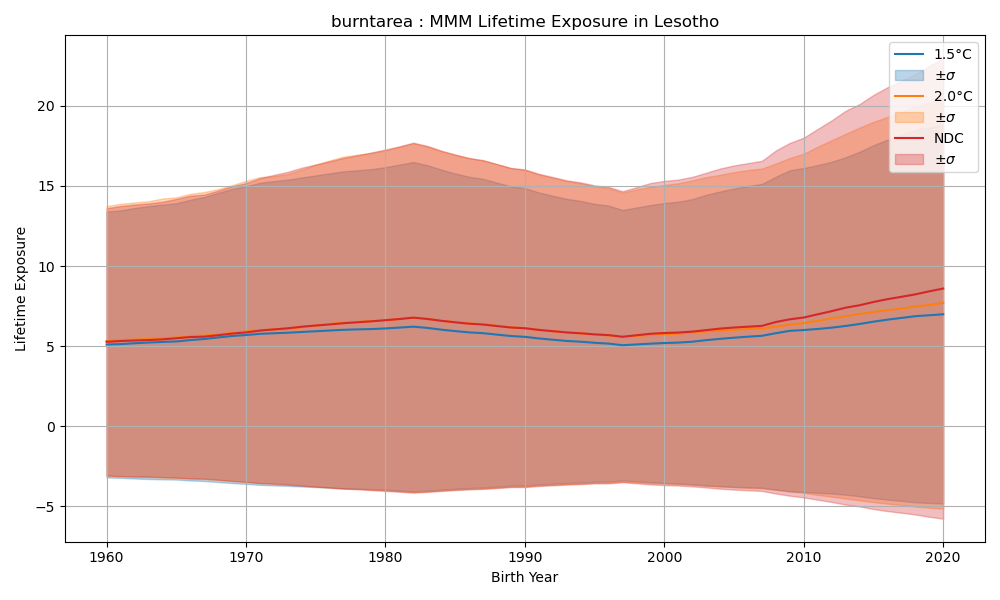 burntarea : MMM Lifetime Exposure in Lesotho
1.5°C
±σ
2.0°C
±σ
NDC
±σ
Lifetime Exposure
20
15
10
5
0
−5
1960
1970
1980
1990
2000
2010
2020
Birth Year